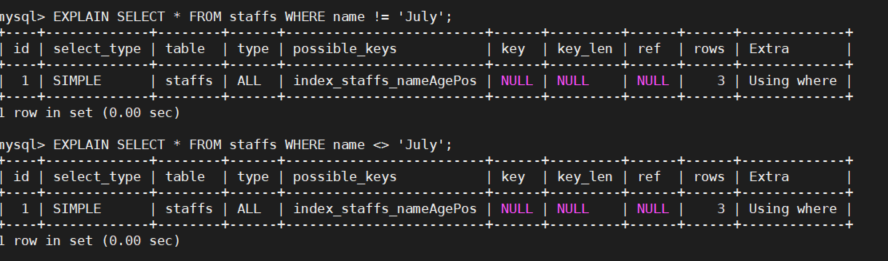 mysql> EXPLAIN SELECT * FROM staffs WHERE name != 'July';
+----+-------------+--------+------+-------------------------+------+---------+------+------+-------------+
| id | select_type | table  | type | possible_keys           | key  | key_len | ref  | rows | Extra       |
+----+-------------+--------+------+-------------------------+------+---------+------+------+-------------+
|  1 | SIMPLE      | staffs | ALL  | index_staffs_nameAgePos | NULL | NULL    | NULL |    3 | Using where |
+----+-------------+--------+------+-------------------------+------+---------+------+------+-------------+
1 row in set (0.00 sec)
mysql> EXPLAIN SELECT * FROM staffs WHERE name <> 'July';
+----+-------------+--------+------+-------------------------+------+---------+------+------+-------------+
| id | select_type | table  | type | possible_keys           | key  | key_len | ref  | rows | Extra       |
+----+-------------+--------+------+-------------------------+------+---------+------+------+-------------+
|  1 | SIMPLE      | staffs | ALL  | index_staffs_nameAgePos | NULL | NULL    | NULL |    3 | Using where |
+----+-------------+--------+------+-------------------------+------+---------+------+------+-------------+
1 row in set (0.00 sec)